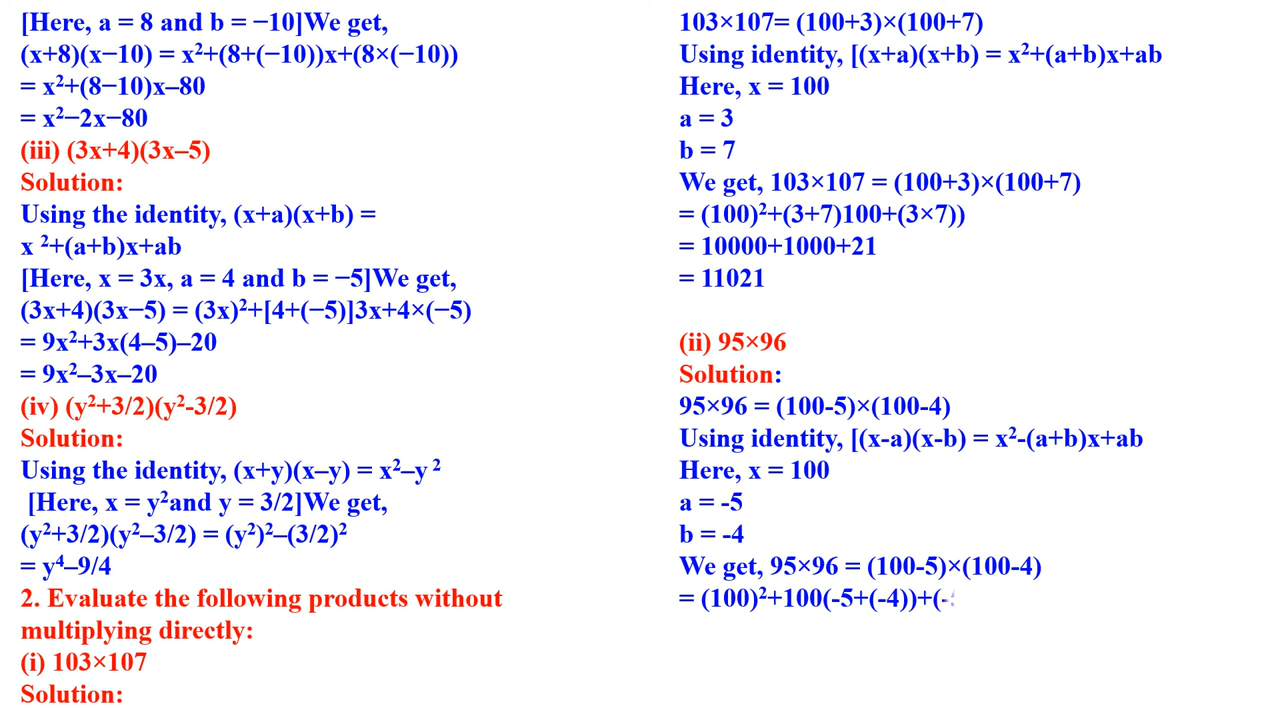 [Here, a = 8 and b = −10]We get,
(x+8)(x−10) = x²+(8+(−10))x+(8×(−10))
= x²+(8−10)x–80
= x²−2x−80
(iii) (3x+4)(3x–5)
Solution:
Using the identity, (x+a)(x+b) =
x ²+(a+b)x+ab
[Here, x = 3x, a = 4 and b = −5]We get,
(3x+4)(3x−5) = (3x)²+[4+(−5)]3x+4×(−5)
= 9x²+3x(4–5)–20
= 9x²–3x–20
(iv) (y²+3/2)(y²-3/2)
Solution:
Using the identity, (x+y)(x–y) = x²–y ²
[Here, x = y²and y = 3/2]We get,
(y²+3/2)(y²–3/2) = (y²)²–(3/2)²
= y⁴–9/4
2. Evaluate the following products without
multiplying directly:
(i) 103×107
Solution:
103×107= (100+3)×(100+7)
Using identity, [(x+a)(x+b) = x²+(a+b)x+ab
Here, x = 100
a = 3
b = 7
We get, 103×107 = (100+3)×(100+7)
= (100)²+(3+7)100+(3×7))
= 10000+1000+21
= 11021
(ii) 95×96
Solution:
95×96 = (100-5)×(100-4)
Using identity, [(x-a)(x-b) = x²-(a+b)x+ab
Here, x = 100
a = -5
b = -4
We get, 95×96 = (100-5)×(100-4)
= (100)²+100(-5+(-4))+(-